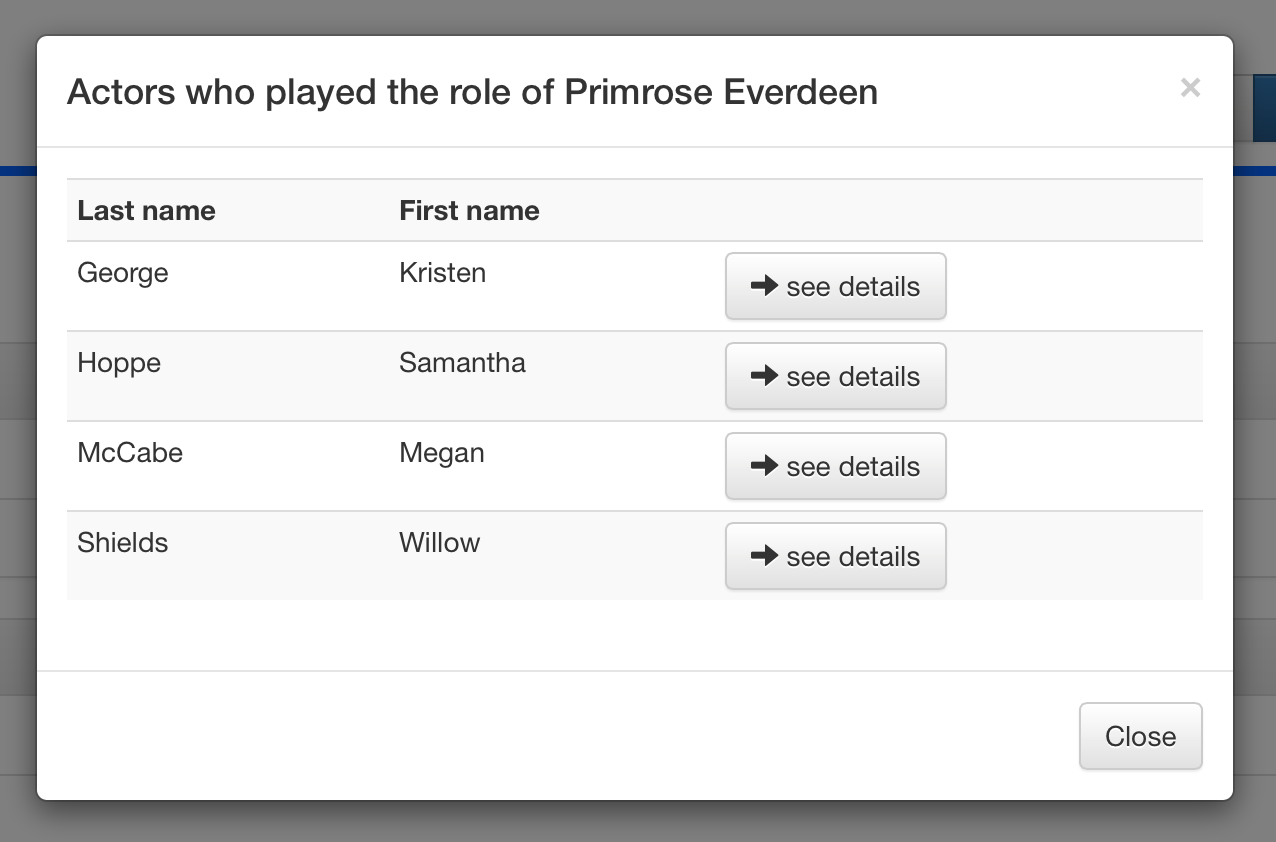 Actors who played the role of Primrose Everdeen ×
Last name First name
George Kristen see details
Hoppe Samantha see details
McCabe Megan see details
Shields Willow see details
Close